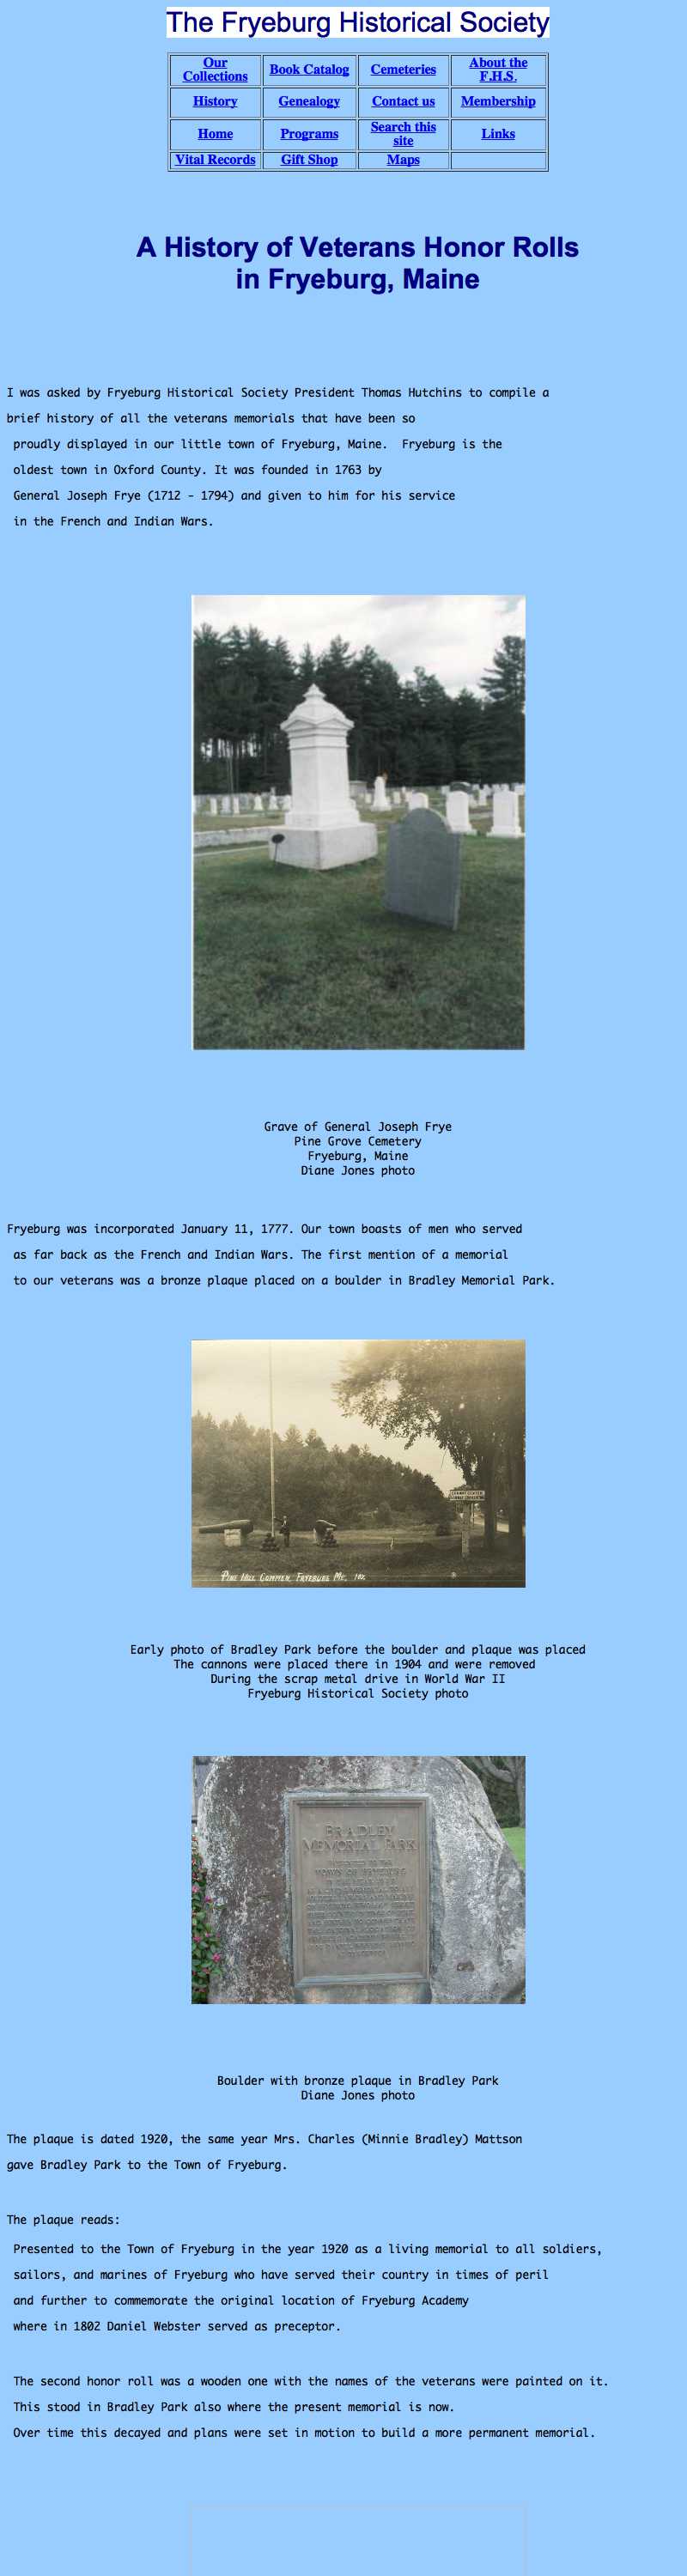 The Fryeburg Historical Society
Our Collections
Book Catalog
Cemeteries
About the F.H.S.
History
Genealogy
Contact us
Membership
Home
Programs
Search this site
Links
Vital Records
Gift Shop
Maps
A History of Veterans Honor Rolls
in Fryeburg, Maine
I was asked by Fryeburg Historical Society President Thomas Hutchins to compile a
brief history of all the veterans memorials that have been so
proudly displayed in our little town of Fryeburg, Maine.  Fryeburg is the
oldest town in Oxford County. It was founded in 1763 by
General Joseph Frye (1712 - 1794) and given to him for his service
in the French and Indian Wars.
Grave of General Joseph Frye
Pine Grove Cemetery
Fryeburg, Maine
Diane Jones photo
Fryeburg was incorporated January 11, 1777. Our town boasts of men who served
as far back as the French and Indian Wars. The first mention of a memorial
to our veterans was a bronze plaque placed on a boulder in Bradley Memorial Park.
Pine Hill Common, Fryeburg Me.
Early photo of Bradley Park before the boulder and plaque was placed
The cannons were placed there in 1904 and were removed
During the scrap metal drive in World War II
Fryeburg Historical Society photo
BRADLEY
MEMORIAL PARK
TOWN OF FRYEBURG
Boulder with bronze plaque in Bradley Park
Diane Jones photo
The plaque is dated 1920, the same year Mrs. Charles (Minnie Bradley) Mattson
gave Bradley Park to the Town of Fryeburg.
The plaque reads:
Presented to the Town of Fryeburg in the year 1920 as a living memorial to all soldiers,
sailors, and marines of Fryeburg who have served their country in times of peril
and further to commemorate the original location of Fryeburg Academy
where in 1802 Daniel Webster served as preceptor.
The second honor roll was a wooden one with the names of the veterans were painted on it.
This stood in Bradley Park also where the present memorial is now.
Over time this decayed and plans were set in motion to build a more permanent memorial.